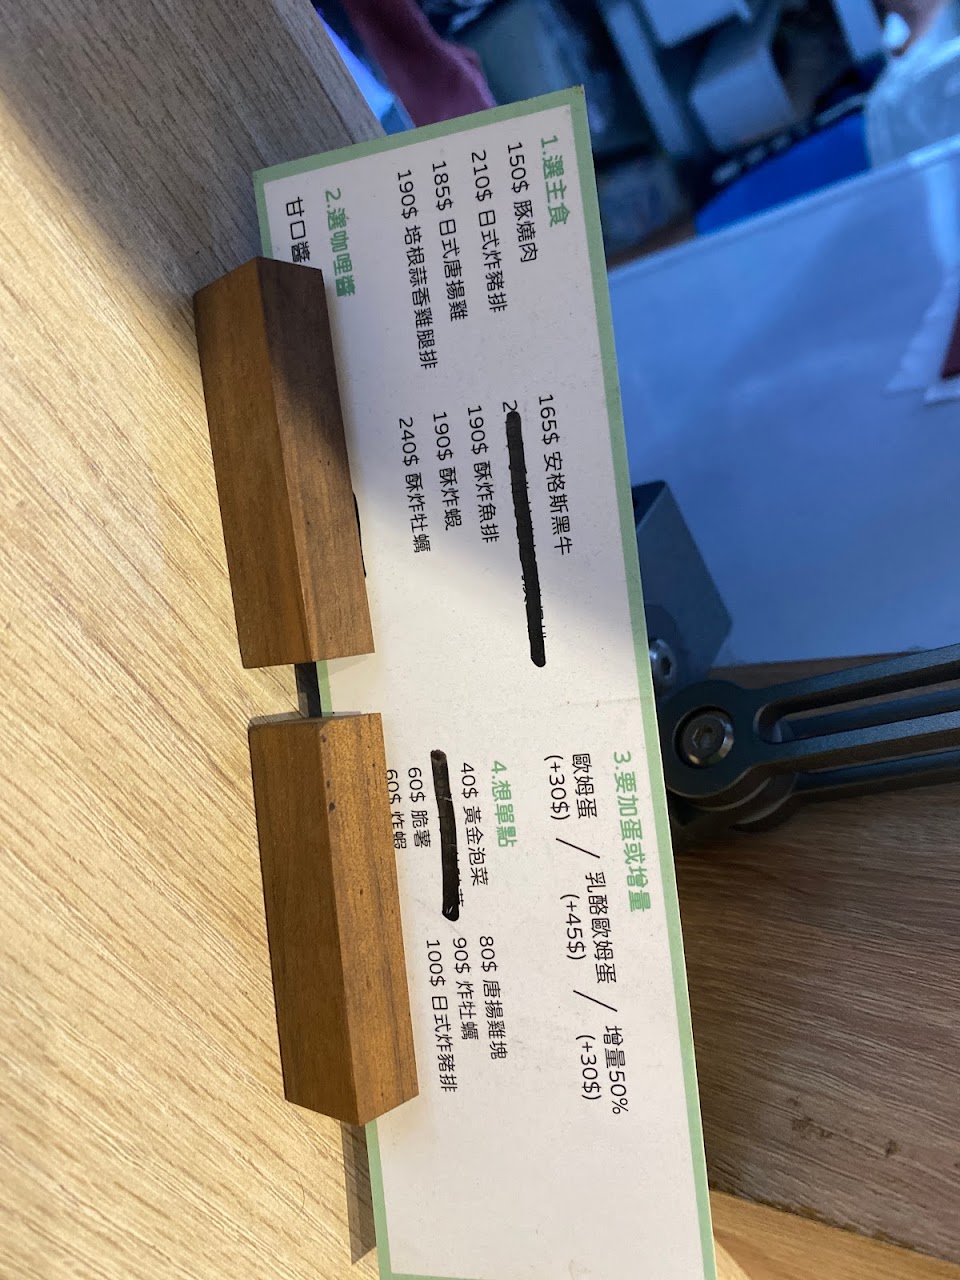 1.選主食
150$ 豚燒肉
210$ 日式炸豬排
185$ 日式唐揚雞
190$ 培根蒜香雞腿排
165$ 安格斯黑牛
190$ 酥炸魚排
190$ 酥炸蝦
240$ 酥炸牡蠣
2.選咖哩醬
甘口醬
3.要加蛋或增量
歐姆蛋 / 乳酪歐姆蛋 / 增量50%
(+30$) (+45$) (+30$)
4.想單點
40$ 黃金泡菜
60$ 脆薯
60$ 炸蝦
80$ 唐揚雞塊
90$ 炸牡蠣
100$ 日式炸豬排